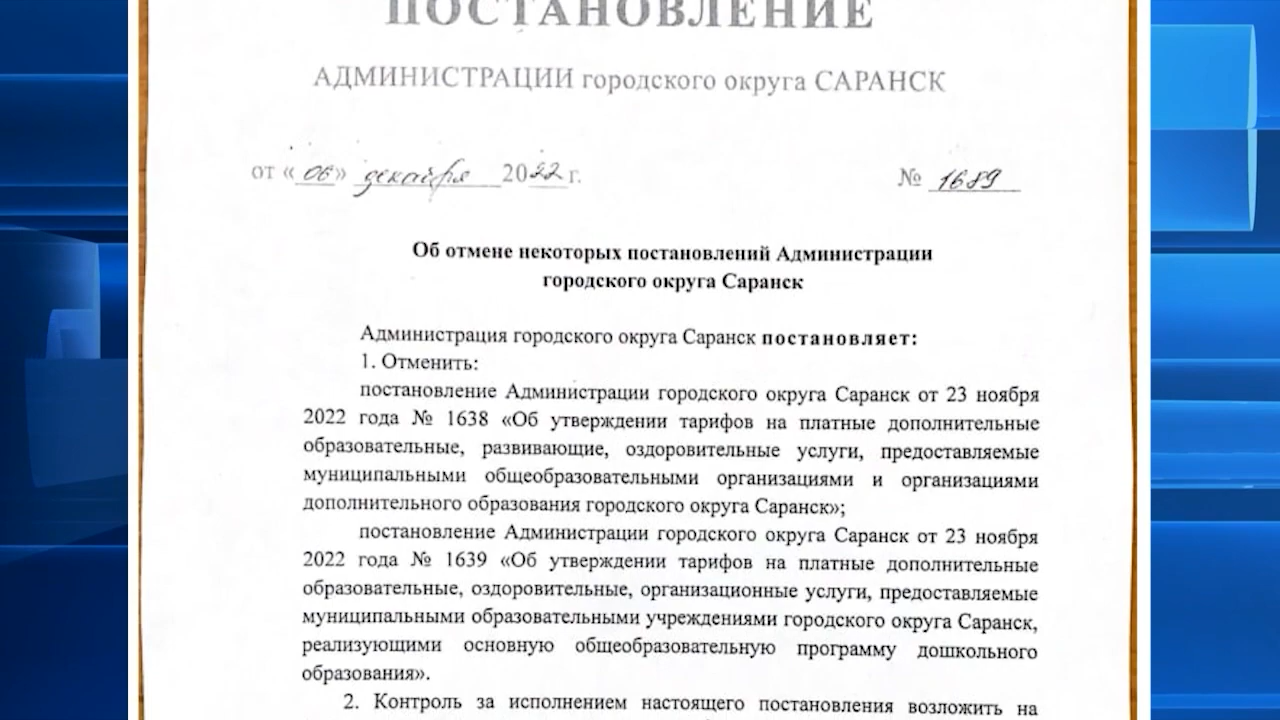 ПОСТАНОВЛЕНИЕ
АДМИНИСТРАЦИИ городского округа САРАНСК
от «06» декабря 2022 г.
№ 1689
Об отмене некоторых постановлений Администрации
городского округа Саранск
Администрация городского округа Саранск постановляет:
1. Отменить:
постановление Администрации городского округа Саранск от 23 ноября
2022 года № 1638 «Об утверждении тарифов на платные дополнительные
образовательные, развивающие, оздоровительные услуги, предоставляемые
муниципальными общеобразовательными организациями и организациями
дополнительного образования городского округа Саранск»;
постановление Администрации городского округа Саранск от 23 ноября
2022 года № 1639 «Об утверждении тарифов на платные дополнительные
образовательные, оздоровительные, организационные услуги, предоставляемые
муниципальными образовательными учреждениями городского округа Саранск,
реализующими основную общеобразовательную программу дошкольного
образования».
2. Контроль за исполнением настоящего постановления возложить на